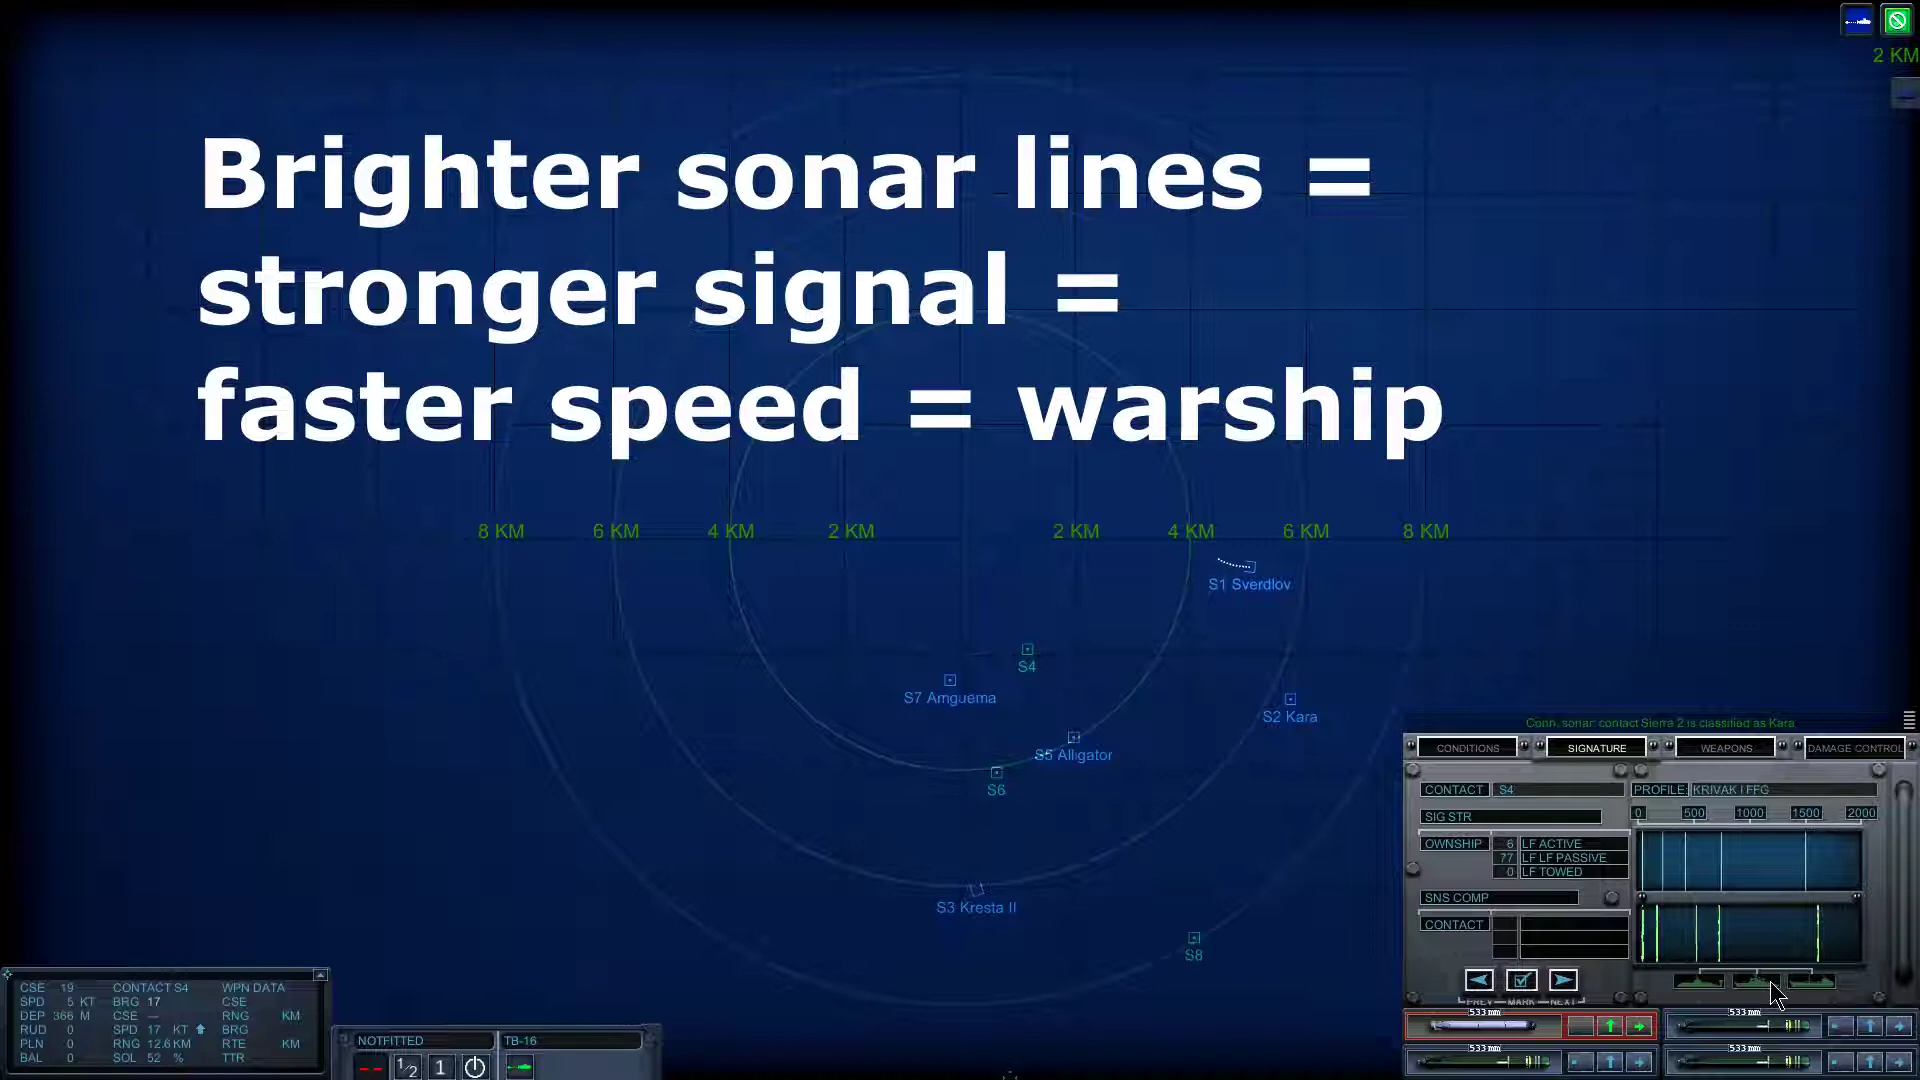 2 KM
Brighter sonar lines =
stronger signal =
faster speed = warship
8 KM 6 KM 4 KM 2 KM 2 KM 4 KM 6 KM 8 KM
S1 Sverdlov
S4
S7 Amguema
S2 Kara
S5 Alligator
S6
S3 Kresta II
S8
Conn, sonar: contact Sierra 2 is classified as Kara
CONDITIONS SIGNATURE WEAPONS DAMAGE CONTROL
CONTACT S4 PROFILE: KRIVAK I FFG
0 500 1000 1500 2000
SIG STR
OWNSHIP 6 LF ACTIVE
77 LF LF PASSIVE
0 LF TOWED
SNS COMP
CONTACT
PREV MARK NEXT
533 mm 533 mm
533 mm 533 mm
CSE 19 CONTACT S4 WPN DATA
SPD 5 KT BRG 17 CSE
DEP 366 M CSE — RNG KM
RUD 0 SPD 17 KT BRG
PLN 0 RNG 12.6 KM RTE KM
BAL 0 SOL 52 % TTR
NOTFITTED TB-16
-- 1/2 1